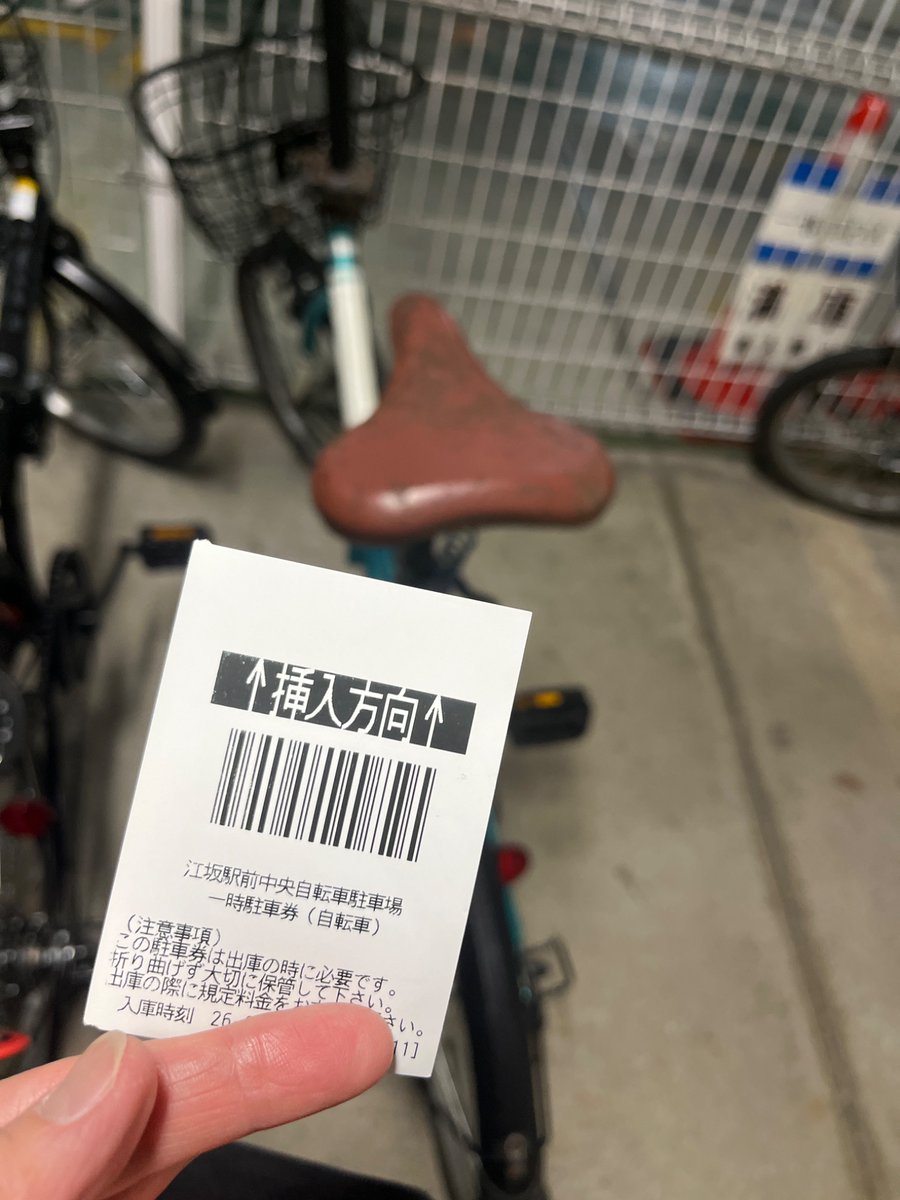 ↑挿入方向↑
江坂駅前中央自転車駐車場
一時駐車券（自転車）
（注意事項）
この駐車券は出庫の時に必要です。
折り曲げず大切に保管して下さい。
出庫の際に規定料金を さい。
入庫時刻 26
11]